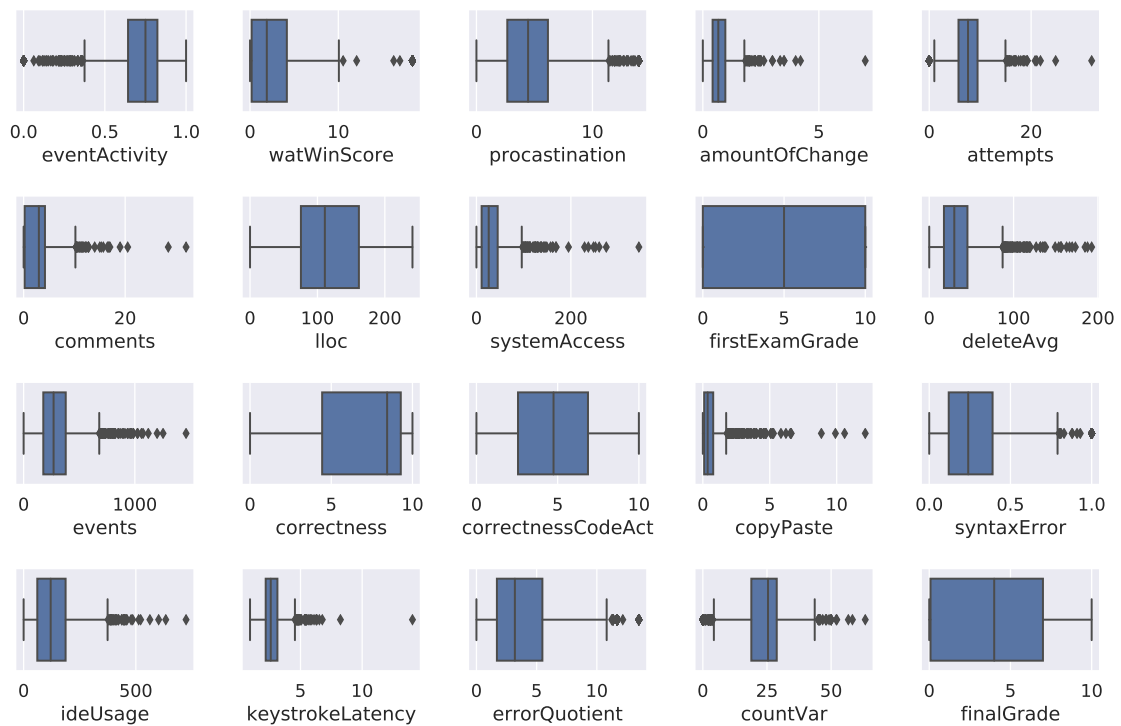 0.0 0.5 1.0 0 10 0 10 0 5 0 20
eventActivity watWinScore procastination amountOfChange attempts
0 20 0 100 200 0 200 0 5 10 0 100 200
comments lloc systemAccess firstExamGrade deleteAvg
0 1000 0 5 10 0 5 10 0 5 10 0.0 0.5 1.0
events correctness correctnessCodeAct copyPaste syntaxError
0 500 5 10 0 5 10 0 25 50 0 5 10
ideUsage keystrokeLatency errorQuotient countVar finalGrade